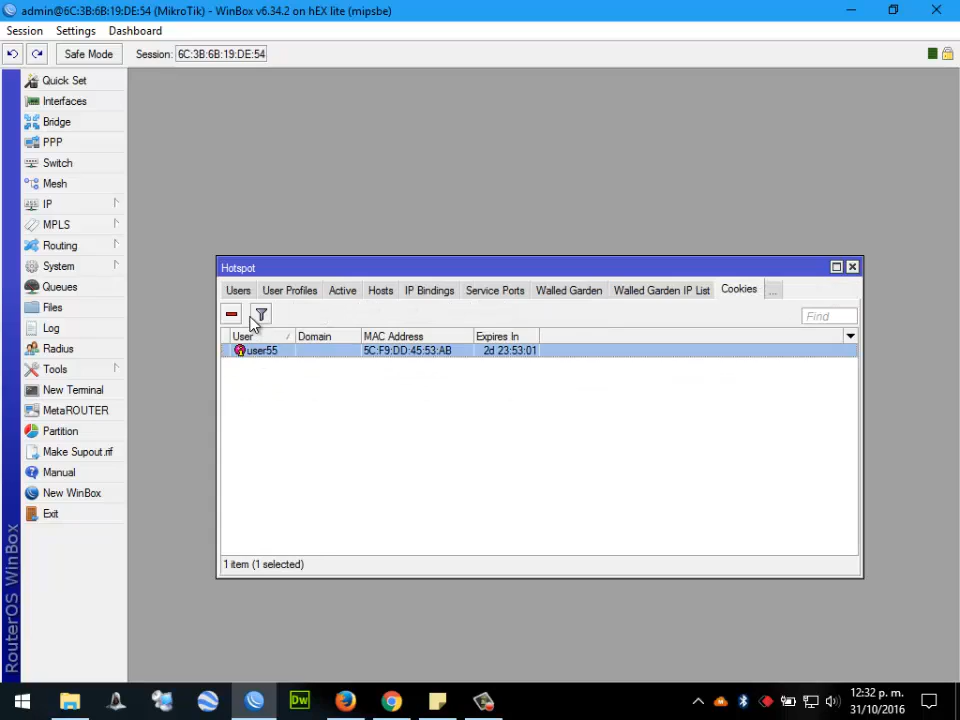 admin@6C:3B:6B:19:DE:54 (MikroTik) - WinBox v6.34.2 on hEX lite (mipsbe)
Session Settings Dashboard
Safe Mode Session: 6C:3B:6B:19:DE:54
Quick Set
Interfaces
Bridge
PPP
Switch
Mesh
IP
MPLS
Routing
System
Queues
Files
Log
Radius
Tools
New Terminal
MetaROUTER
Partition
Make Supout.rif
Manual
New WinBox
Exit
RouterOS WinBox
Hotspot
Users User Profiles Active Hosts IP Bindings Service Ports Walled Garden Walled Garden IP List Cookies ...
Find
User Domain MAC Address Expires In
user55 5C:F9:DD:45:53:AB 2d 23:53:01
1 item (1 selected)
Dw
12:32 p. m.
31/10/2016